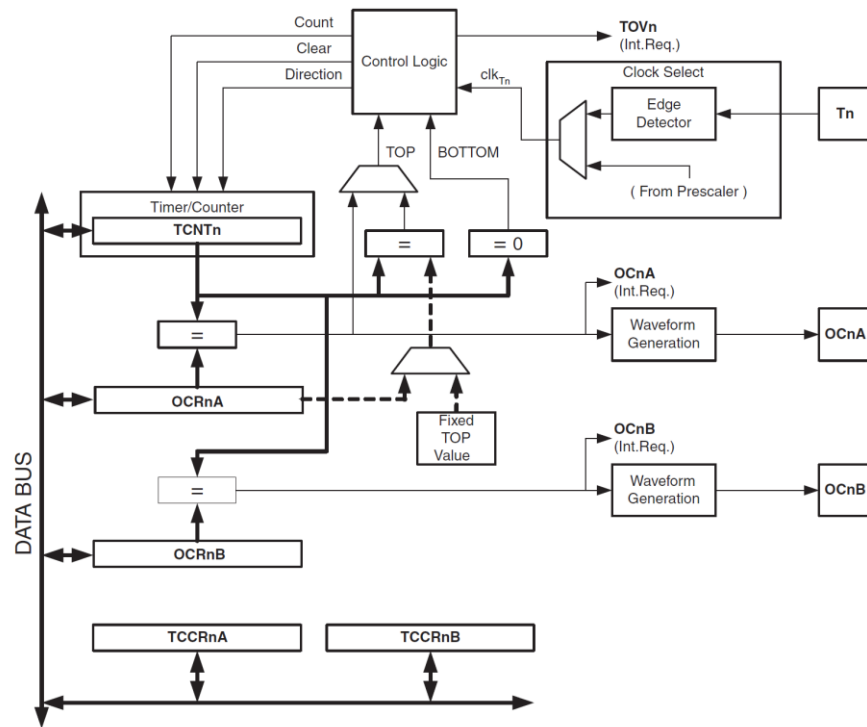 Count
Clear
Direction
Control Logic
TOVn
(Int.Req.)
clkTn
Clock Select
Edge
Detector
Tn
( From Prescaler )
TOP
BOTTOM
Timer/Counter
TCNTn
=
= 0
OCnA
(Int.Req.)
=
Waveform
Generation
OCnA
OCRnA
Fixed
TOP
Value
OCnB
(Int.Req.)
=
Waveform
Generation
OCnB
OCRnB
DATA BUS
TCCRnA
TCCRnB